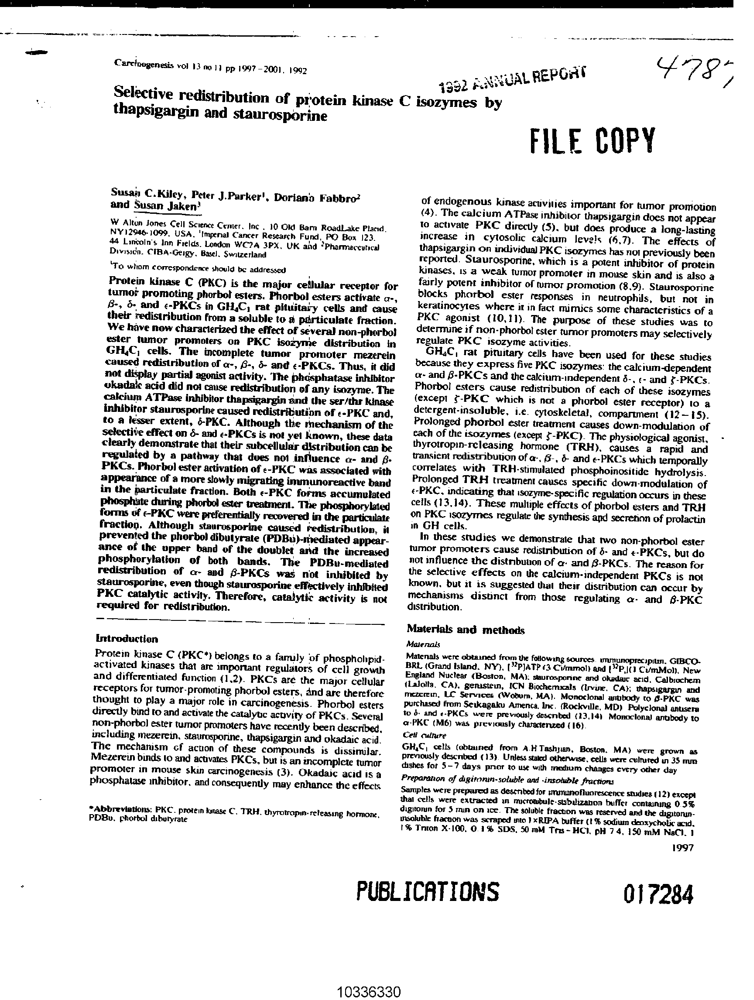 Carcinogenesis vol 13 no 11 pp 1997-2001, 1992
1992 ANNUAL REPORT
478
Selective redistribution of protein kinase C isozymes by
thapsigargin and staurosporine
FILE COPY
Susan C.Kiley, Peter J.Parker¹, Doriano Fabbro²
and Susan Jaken³
W Alton Jones Cell Science Center, Inc , 10 Old Barn Road, Lake Placid,
NY12946-1099, USA, ¹Imperial Cancer Research Fund, PO Box 123,
44 Lincoln's Inn Fields, London WC7A 3PX, UK and ²Pharmaceutical
Division, CIBA-Geigy, Basel, Switzerland
³To whom correspondence should be addressed
Protein kinase C (PKC) is the major cellular receptor for
tumor promoting phorbol esters. Phorbol esters activate α-,
β-, δ-, and ε-PKCs in GH₄C₁ rat pituitary cells and cause
their redistribution from a soluble to a particulate fraction.
We have now characterized the effect of several non-phorbol
ester tumor promoters on PKC isozyme distribution in
GH₄C₁ cells. The incomplete tumor promoter mezerein
caused redistribution of α-, β-, δ- and ε-PKCs. Thus, it did
not display partial agonist activity. The phosphatase inhibitor
okadaic acid did not cause redistribution of any isozyme. The
calcium ATPase inhibitor thapsigargin and the ser/thr kinase
inhibitor staurosporine caused redistribution of ε-PKC and,
to a lesser extent, δ-PKC. Although the mechanism of the
selective effect on δ- and ε-PKCs is not yet known, these data
clearly demonstrate that their subcellular distribution can be
regulated by a pathway that does not influence α- and β-
PKCs. Phorbol ester activation of ε-PKC was associated with
appearance of a more slowly migrating immunoreactive band
in the particulate fraction. Both ε-PKC forms accumulated
phosphate during phorbol ester treatment. The phosphorylated
forms of ε-PKC were preferentially recovered in the particulate
fraction. Although staurosporine caused redistribution, it
prevented the phorbol dibutyrate (PDBu)-mediated appear-
ance of the upper band of the doublet and the increased
phosphorylation of both bands. The PDBu-mediated
redistribution of α- and β-PKCs was not inhibited by
staurosporine, even though staurosporine effectively inhibited
PKC catalytic activity. Therefore, catalytic activity is not
required for redistribution.
Introduction
Protein kinase C (PKC*) belongs to a family of phospholipid-
activated kinases that are important regulators of cell growth
and differentiated function (1,2). PKCs are the major cellular
receptors for tumor-promoting phorbol esters, and are therefore
thought to play a major role in carcinogenesis. Phorbol esters
directly bind to and activate the catalytic activity of PKCs. Several
non-phorbol ester tumor promoters have recently been described,
including mezerein, staurosporine, thapsigargin and okadaic acid.
The mechanism of action of these compounds is dissimilar.
Mezerein binds to and activates PKCs, but is an incomplete tumor
promoter in mouse skin carcinogenesis (3). Okadaic acid is a
phosphatase inhibitor, and consequently may enhance the effects
*Abbreviations: PKC, protein kinase C, TRH, thyrotropin-releasing hormone,
PDBu, phorbol dibutyrate
of endogenous kinase activities important for tumor promotion
(4). The calcium ATPase inhibitor thapsigargin does not appear
to activate PKC directly (5), but does produce a long-lasting
increase in cytosolic calcium levels (6,7). The effects of
thapsigargin on individual PKC isozymes has not previously been
reported. Staurosporine, which is a potent inhibitor of protein
kinases, is a weak tumor promoter in mouse skin and is also a
fairly potent inhibitor of tumor promotion (8,9). Staurosporine
blocks phorbol ester responses in neutrophils, but not in
keratinocytes where it in fact mimics some characteristics of a
PKC agonist (10,11). The purpose of these studies was to
determine if non-phorbol ester tumor promoters may selectively
regulate PKC isozyme activities.
GH₄C₁ rat pituitary cells have been used for these studies
because they express five PKC isozymes: the calcium-dependent
α- and β-PKCs and the calcium-independent δ-, ε- and ζ-PKCs.
Phorbol esters cause redistribution of each of these isozymes
(except ζ-PKC which is not a phorbol ester receptor) to a
detergent-insoluble, i.e. cytoskeletal, compartment (12-15).
Prolonged phorbol ester treatment causes down-modulation of
each of the isozymes (except ζ-PKC). The physiological agonist,
thyrotropin-releasing hormone (TRH), causes a rapid and
transient redistribution of α-, β-, δ- and ε-PKCs which temporally
correlates with TRH-stimulated phosphoinositide hydrolysis.
Prolonged TRH treatment causes specific down-modulation of
ε-PKC, indicating that isozyme-specific regulation occurs in these
cells (13,14). These multiple effects of phorbol esters and TRH
on PKC isozymes regulate the synthesis and secretion of prolactin
in GH cells.
In these studies we demonstrate that two non-phorbol ester
tumor promoters cause redistribution of δ- and ε-PKCs, but do
not influence the distribution of α- and β-PKCs. The reason for
the selective effects on the calcium-independent PKCs is not
known, but it is suggested that their distribution can occur by
mechanisms distinct from those regulating α- and β-PKC
distribution.
Materials and methods
Materials
Materials were obtained from the following sources immunoprecipitin, GIBCO-
BRL (Grand Island, NY), [³²P]ATP (3 Ci/mmol) and [³²Pᵢ](1 Ci/mMol), New
England Nuclear (Boston, MA); staurosporine and okadaic acid, Calbiochem
(LaJolla, CA), genistein, ICN Biochemicals (Irvine, CA); thapsigargin and
mezerein, LC Services (Woburn, MA). Monoclonal antibody to β-PKC was
purchased from Seikagaku America, Inc. (Rockville, MD) Polyclonal antisera
to δ- and ε-PKCs were previously described (13,14) Monoclonal antibody to
α-PKC (M6) was previously characterized (16).
Cell culture
GH₄C₁ cells (obtained from A.H Tashjian, Boston, MA) were grown as
previously described (13). Unless stated otherwise, cells were cultured in 35 mm
dishes for 5-7 days prior to use with medium changes every other day
Preparation of digitonin-soluble and -insoluble fractions
Samples were prepared as described for immunofluorescence studies (12) except
that cells were extracted in microtubule-stabilization buffer containing 0 5%
digitonin for 5 min on ice. The soluble fraction was reserved and the digitonin-
insoluble fraction was scraped into 1×RIPA buffer (1% sodium deoxycholic acid,
1% Triton X-100, 0 1% SDS, 50 mM Tris-HCl, pH 7 4, 150 mM NaCl, 1
1997
PUBLICATIONS
017284
10336330